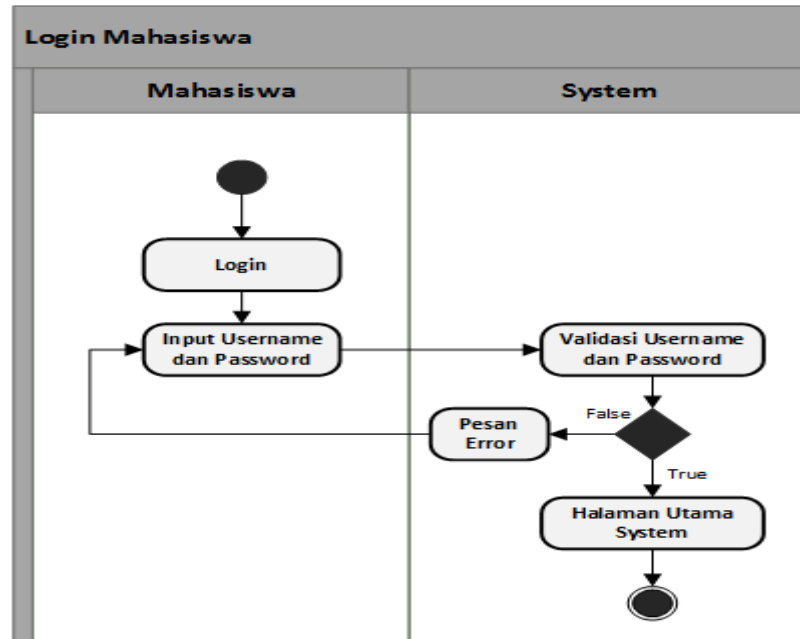 Login Mahasiswa
Mahasiswa
System
Login
Input Username
dan Password
Validasi Username
dan Password
False
Pesan
Error
True
Halaman Utama
System